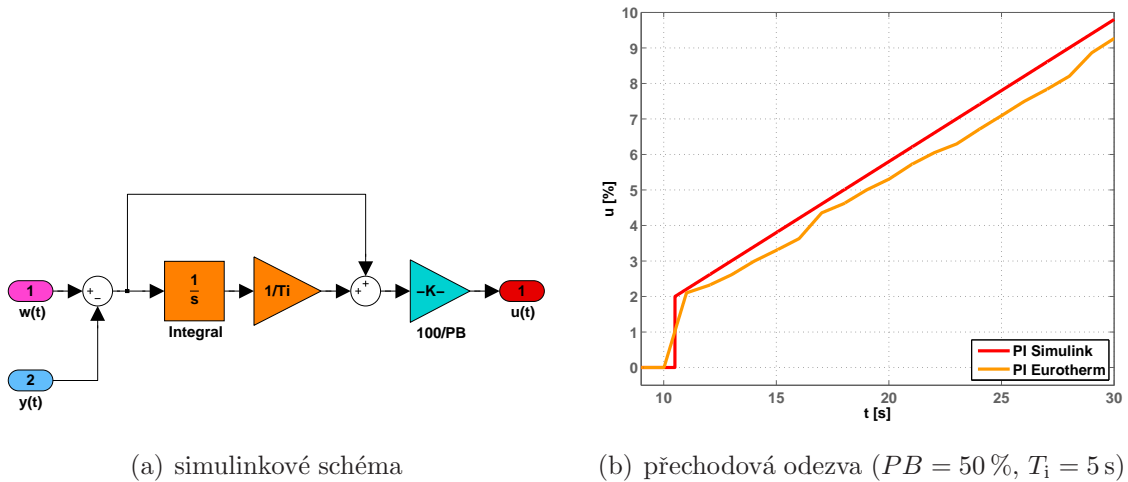 1
w(t)
+
−
1
s
Integral
1/Ti
+
+
−K−
100/PB
1
u(t)
2
y(t)
(a) simulinkové schéma
10
9
8
7
6
5
4
3
2
1
0
u [%]
10
15
20
25
30
t [s]
PI Simulink
PI Eurotherm
(b) přechodová odezva (PB = 50 %, Ti = 5 s)